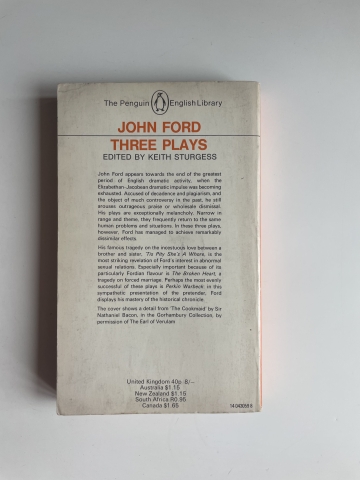 The Penguin English Library
JOHN FORD
THREE PLAYS
EDITED BY KEITH STURGESS
John Ford appears towards the end of the greatest
period of English dramatic activity, when the
Elizabethan-Jacobean dramatic impulse was becoming
exhausted. Accused of decadence and plagiarism, and
the object of much controversy in the past, he still
arouses outrageous praise or wholesale dismissal.
His plays are exceptionally melancholy. Narrow in
range and theme, they frequently return to the same
human problems and situations. In these three plays,
however, Ford has managed to achieve remarkably
dissimilar effects.
His famous tragedy on the incestuous love between a
brother and sister, 'Tis Pity She's A Whore, is the
most striking revelation of Ford's interest in abnormal
sexual relations. Especially important because of its
particularly Fordian flavour is The Broken Heart, a
tragedy on forced marriage. Perhaps the most evenly
successful of these plays is Perkin Warbeck: in this
sympathetic presentation of the pretender, Ford
displays his mastery of the historical chronicle.
The cover shows a detail from 'The Cookmaid' by Sir
Nathaniel Bacon, in the Gorhambury Collection, by
permission of The Earl of Verulam
United Kingdom 40p 8/-
Australia $1.15
New Zealand $1.15
South Africa R0.95
Canada $1.65